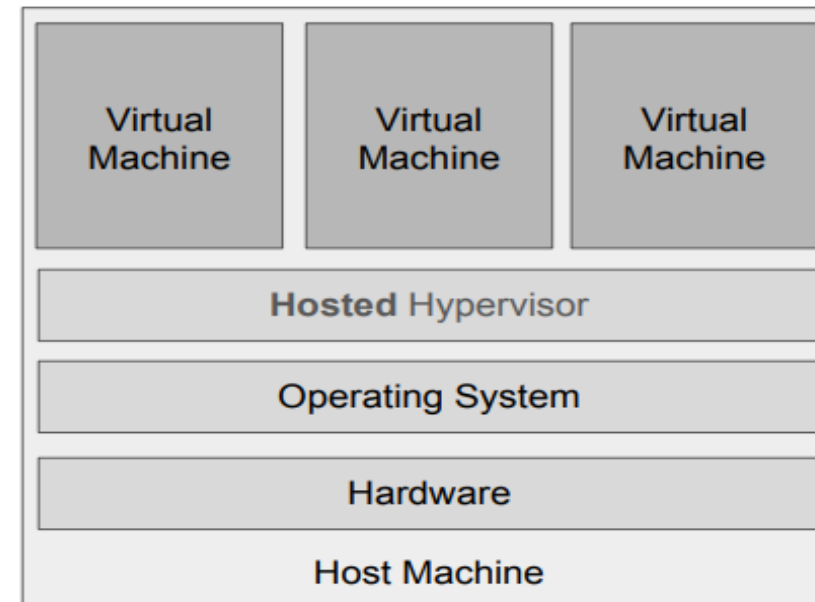 Virtual
Machine
Virtual
Machine
Virtual
Machine
Hosted Hypervisor
Operating System
Hardware
Host Machine